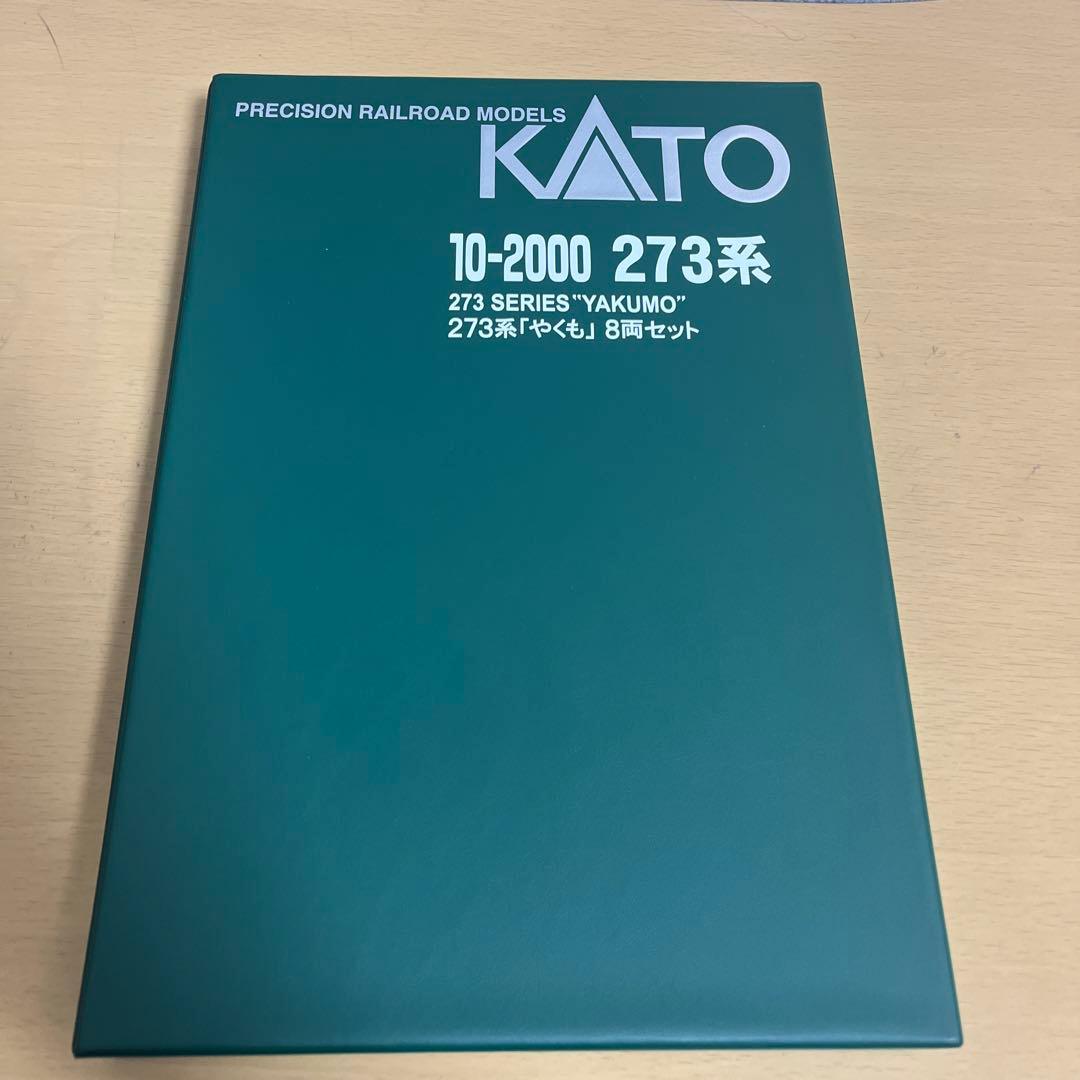 PRECISION RAILROAD MODELS
KATO
10-2000 273系
273 SERIES "YAKUMO"
273系「やくも」 8両セット